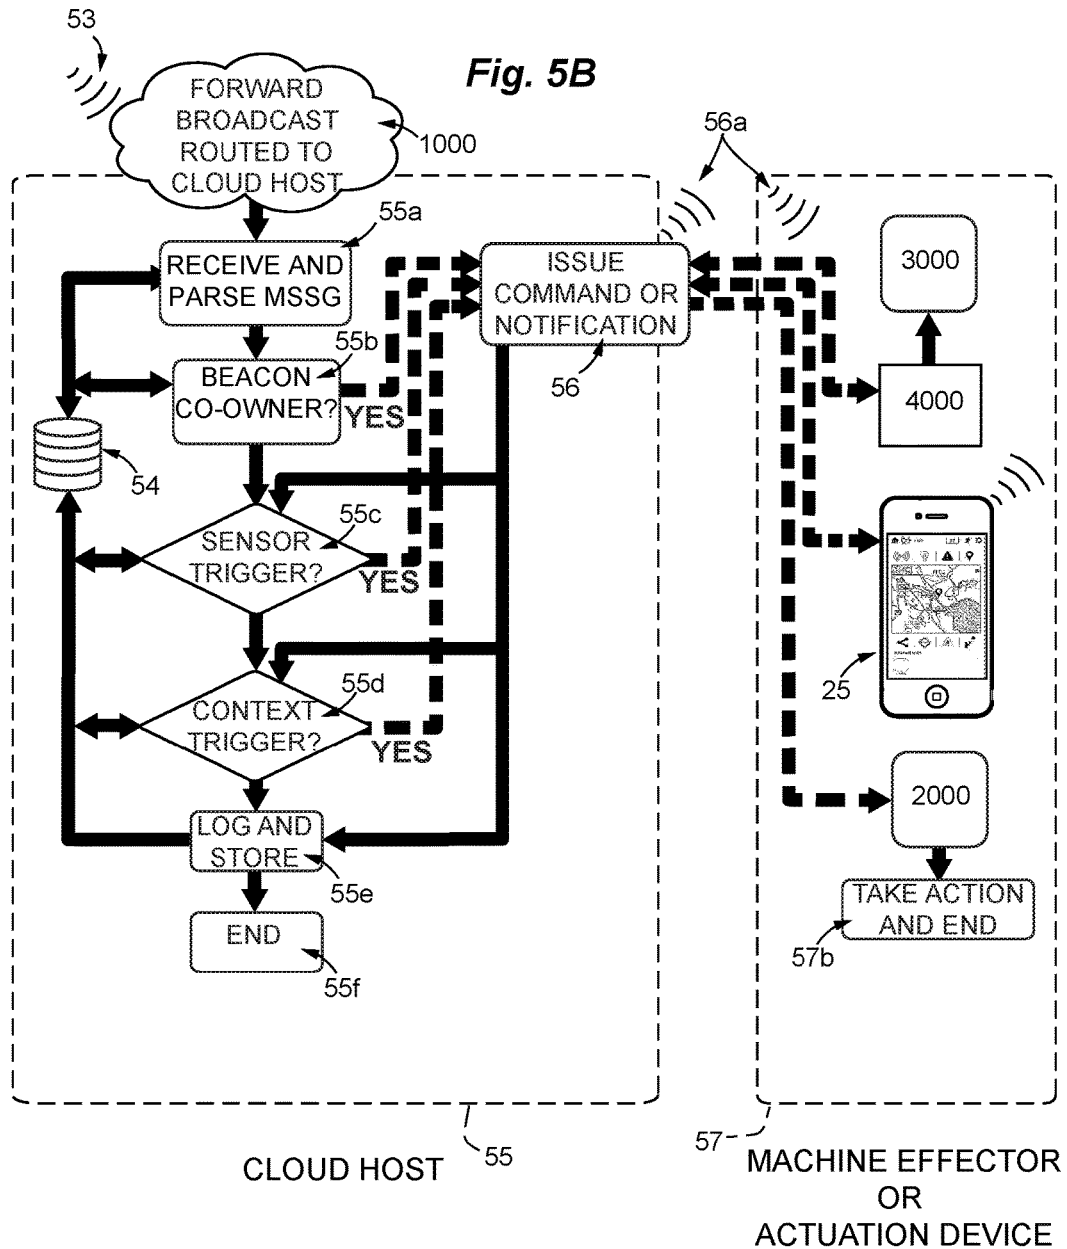 53
Fig. 5B
FORWARD
BROADCAST
ROUTED TO
CLOUD HOST
1000
56a
55a
RECEIVE AND
PARSE MSSG
ISSUE
COMMAND OR
NOTIFICATION
56
3000
55b
BEACON
CO-OWNER?
YES
4000
54
55c
SENSOR
TRIGGER?
YES
25
55d
CONTEXT
TRIGGER?
YES
2000
LOG AND
STORE
55e
TAKE ACTION
AND END
57b
END
55f
55
57
CLOUD HOST
MACHINE EFFECTOR
OR
ACTUATION DEVICE